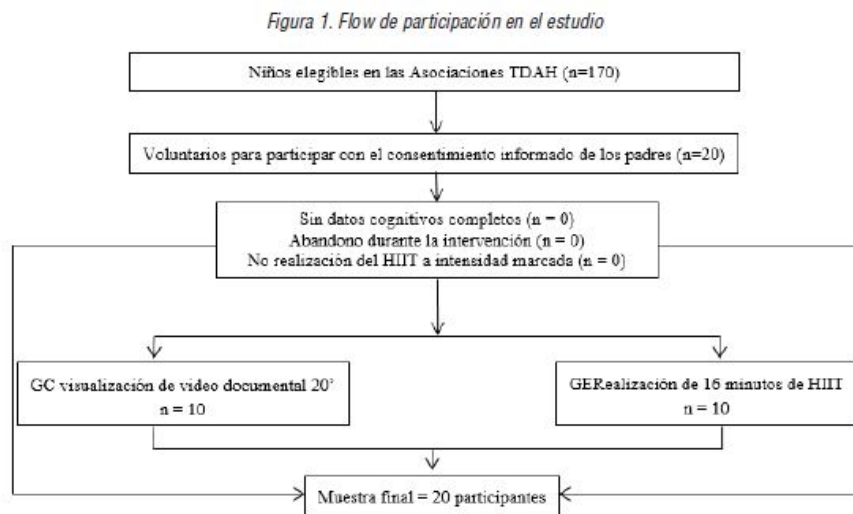 Figura 1. Flow de participación en el estudio
Niños elegibles en las Asociaciones TDAH (n=170)
Voluntarios para participar con el consentimiento informado de los padres (n=20)
Sin datos cognitivos completos (n = 0)
Abandono durante la intervención (n = 0)
No realización del HIIT a intensidad marcada (n = 0)
GC visualización de video documental 20’
n = 10
GERealización de 16 minutos de HIIT
n = 10
Muestra final = 20 participantes